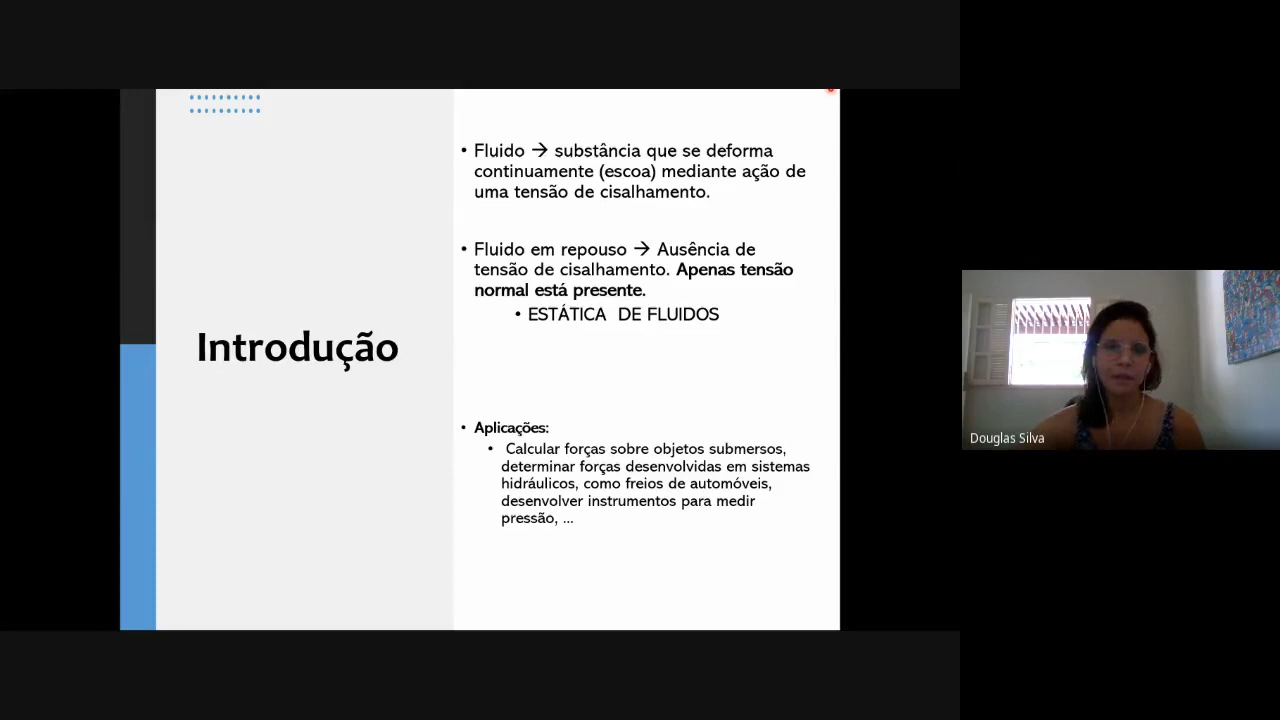 Introdução
• Fluido → substância que se deforma
continuamente (escoa) mediante ação de
uma tensão de cisalhamento.
• Fluido em repouso → Ausência de
tensão de cisalhamento. Apenas tensão
normal está presente.
• ESTÁTICA DE FLUIDOS
• Aplicações:
• Calcular forças sobre objetos submersos,
determinar forças desenvolvidas em sistemas
hidráulicos, como freios de automóveis,
desenvolver instrumentos para medir
pressão, ...
Douglas Silva